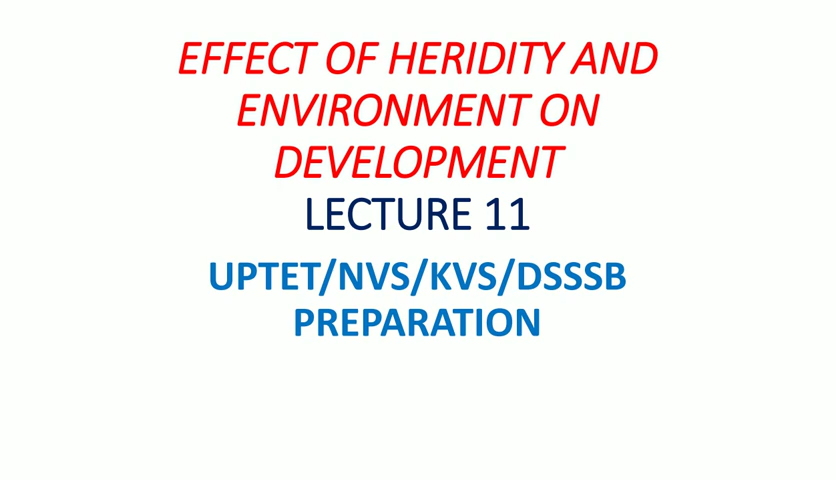 EFFECT OF HERIDITY AND
ENVIRONMENT ON
DEVELOPMENT
LECTURE 11
UPTET/NVS/KVS/DSSSB
PREPARATION